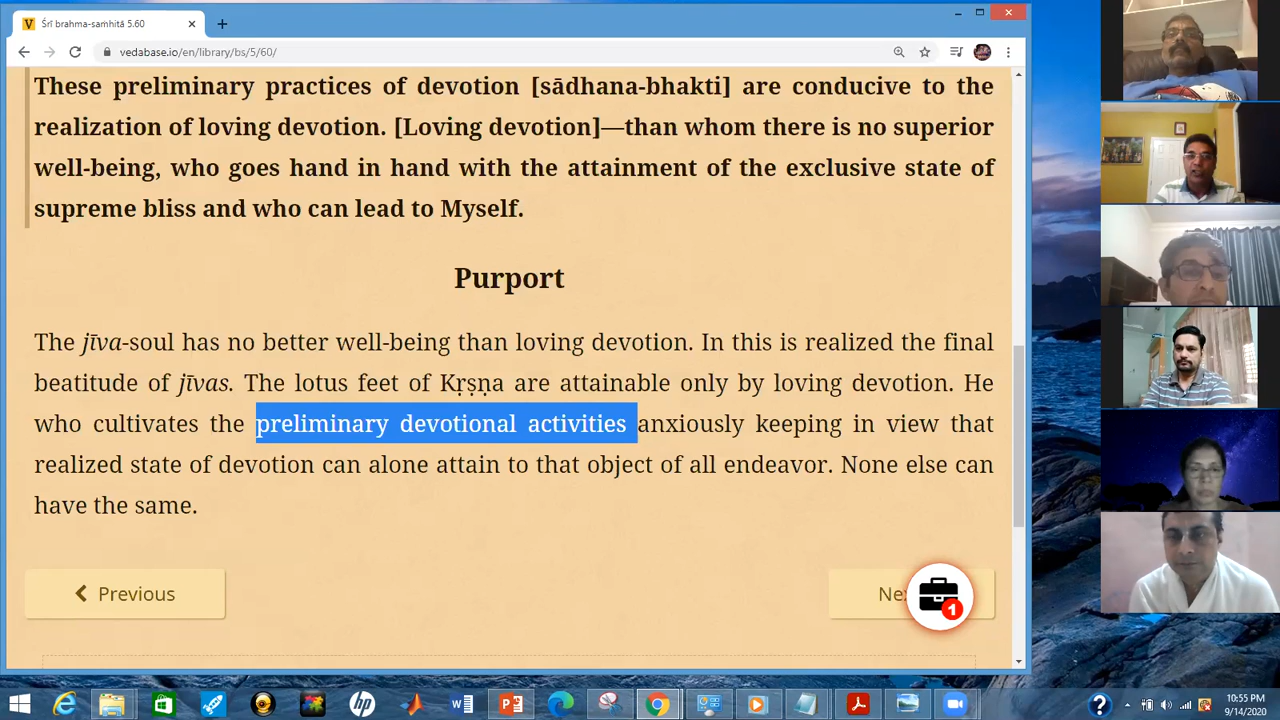 Śrī brahma-saṁhitā 5.60
vedabase.io/en/library/bs/5/60/
These preliminary practices of devotion [sādhana-bhakti] are conducive to the
realization of loving devotion. [Loving devotion]—than whom there is no superior
well-being, who goes hand in hand with the attainment of the exclusive state of
supreme bliss and who can lead to Myself.
Purport
The jīva-soul has no better well-being than loving devotion. In this is realized the final
beatitude of jīvas. The lotus feet of Kṛṣṇa are attainable only by loving devotion. He
who cultivates the preliminary devotional activities anxiously keeping in view that
realized state of devotion can alone attain to that object of all endeavor. None else can
have the same.
Previous
Ne
1
10:55 PM
9/14/2020